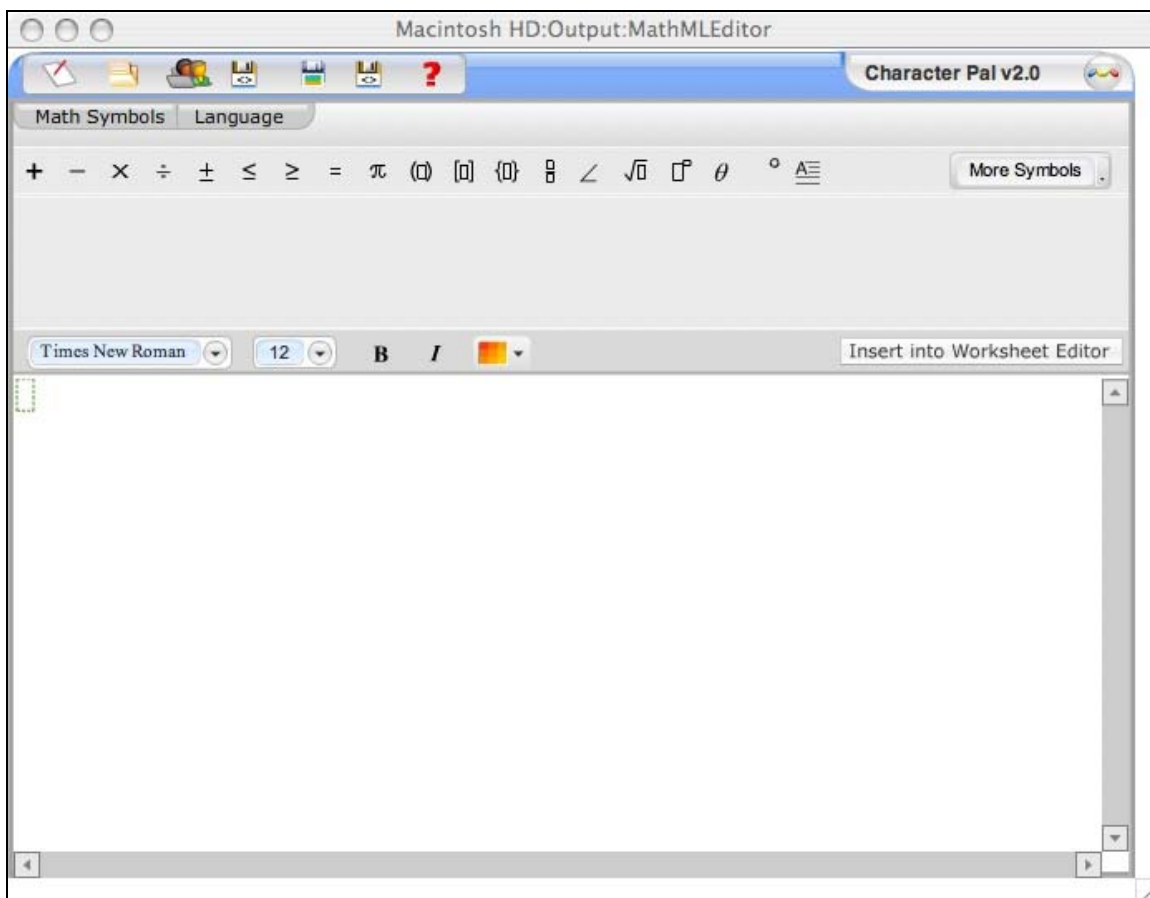 Macintosh HD:Output:MathMLEditor
? Character Pal v2.0
Math Symbols Language
+ − × ÷ ± ≤ ≥ = π (▯) [▯] {▯} ∠ √▯ θ ° A More Symbols
Times New Roman 12 B I Insert into Worksheet Editor